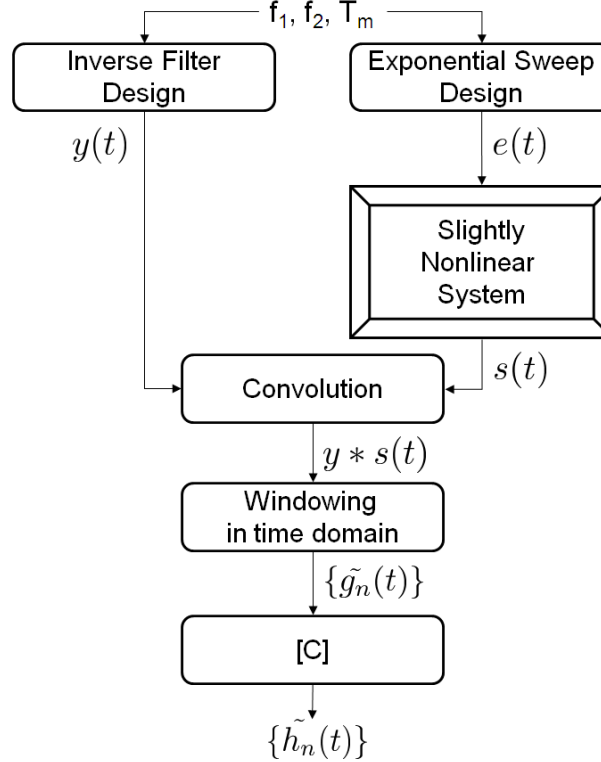 f₁, f₂, Tₘ
Inverse Filter
Design
Exponential Sweep
Design
y(t)
e(t)
Slightly
Nonlinear
System
s(t)
Convolution
y ∗ s(t)
Windowing
in time domain
{g̃ₙ(t)}
[C]
{h̃ₙ(t)}